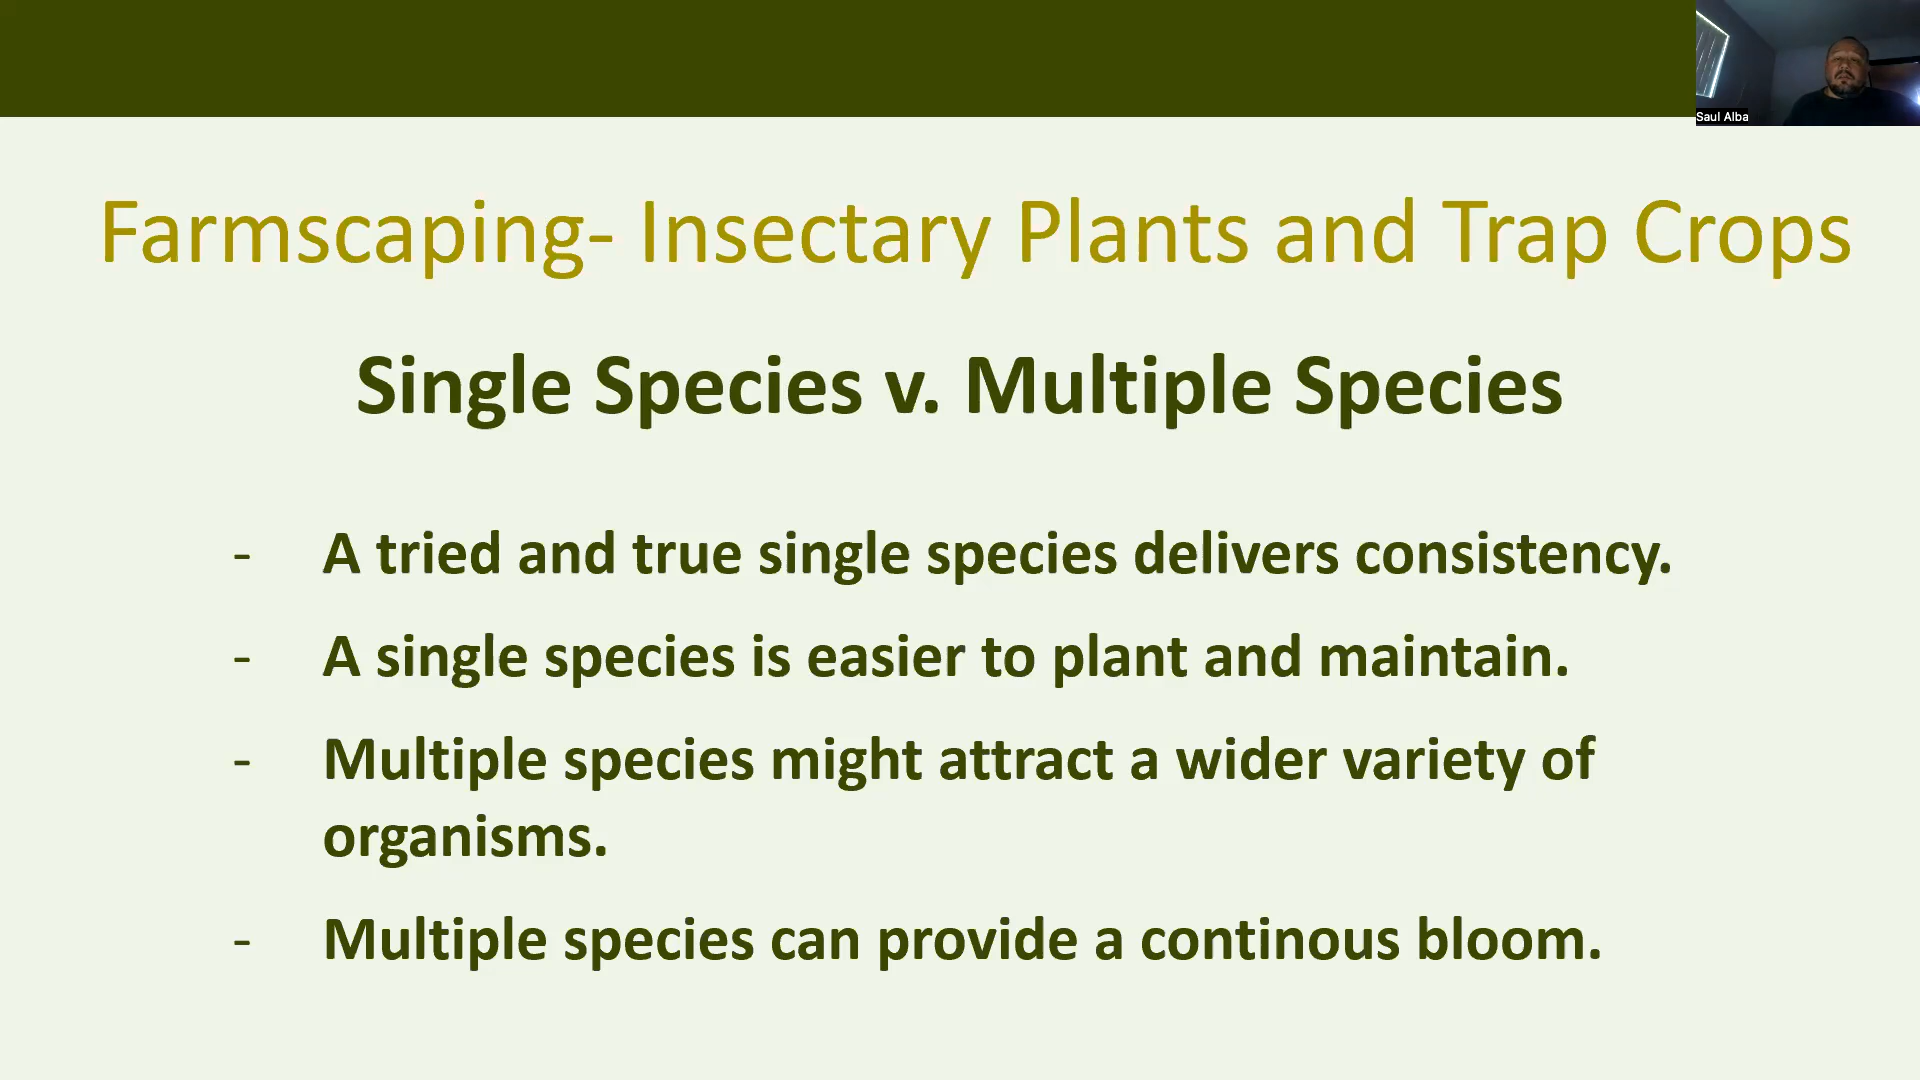 Saul Alba
Farmscaping- Insectary Plants and Trap Crops
Single Species v. Multiple Species
- A tried and true single species delivers consistency.
- A single species is easier to plant and maintain.
- Multiple species might attract a wider variety of
organisms.
- Multiple species can provide a continous bloom.